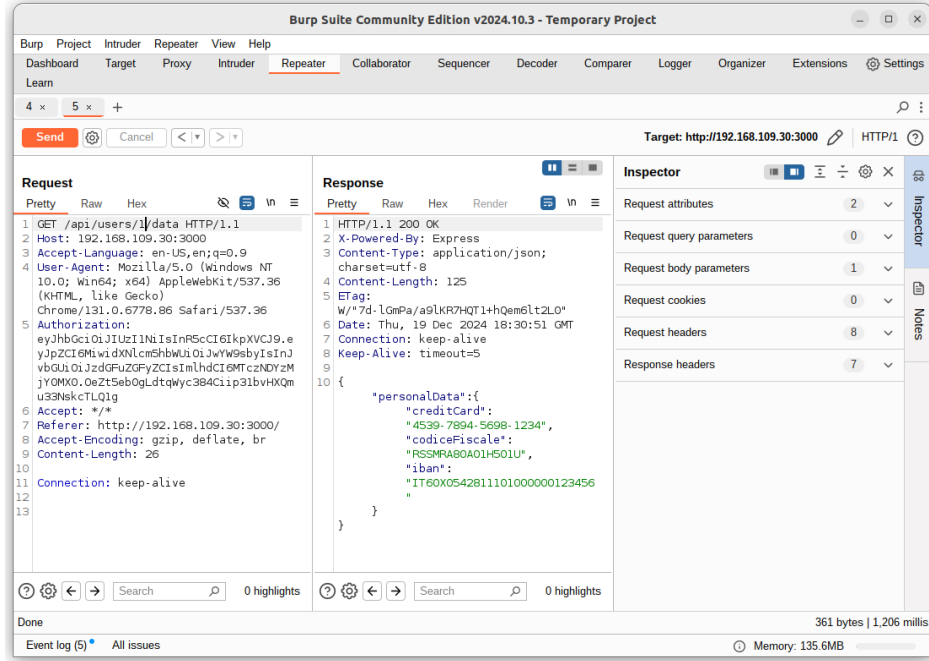 Burp Suite Community Edition v2024.10.3 - Temporary Project
Burp Project Intruder Repeater View Help
Dashboard Target Proxy Intruder Repeater Collaborator Sequencer Decoder Comparer Logger Organizer Extensions Settings
Learn
4 × 5 × +
Send Cancel < > Target: http://192.168.109.30:3000 HTTP/1
Request
Pretty Raw Hex \n
1 GET /api/users/1/data HTTP/1.1
2 Host: 192.168.109.30:3000
3 Accept-Language: en-US,en;q=0.9
4 User-Agent: Mozilla/5.0 (Windows NT
10.0; Win64; x64) AppleWebKit/537.36
(KHTML, like Gecko)
Chrome/131.0.6778.86 Safari/537.36
5 Authorization:
eyJhbGciOiJIUzI1NiIsInR5cCI6IkpXVCJ9.e
yJpZCI6MiwidXNlcm5hbWUiOiJwYW9sbyIsInJ
vbGUiOiJzdGFuZGFyZCIsImlhdCI6MTczNDYzM
jY0MX0.OeZt5eb0gLdtqWyc384Ciip31bvHXQm
u33NskcTLQ1g
6 Accept: */*
7 Referer: http://192.168.109.30:3000/
8 Accept-Encoding: gzip, deflate, br
9 Content-Length: 26
10
11 Connection: keep-alive
12
13
Search 0 highlights
Response
Pretty Raw Hex Render \n
1 HTTP/1.1 200 OK
2 X-Powered-By: Express
3 Content-Type: application/json;
charset=utf-8
4 Content-Length: 125
5 ETag:
W/"7d-lGmPa/a9lKR7HQT1+hQem6lt2L0"
6 Date: Thu, 19 Dec 2024 18:30:51 GMT
7 Connection: keep-alive
8 Keep-Alive: timeout=5
9
10 {
"personalData":{
"creditCard":
"4539-7894-5698-1234",
"codiceFiscale":
"RSSMRA80A01H501U",
"iban":
"IT60X0542811101000000123456
"
}
}
Search 0 highlights
Inspector
Request attributes 2
Request query parameters 0
Request body parameters 1
Request cookies 0
Request headers 8
Response headers 7
Inspector
Notes
Done 361 bytes | 1,206 millis
Event log (5) All issues Memory: 135.6MB